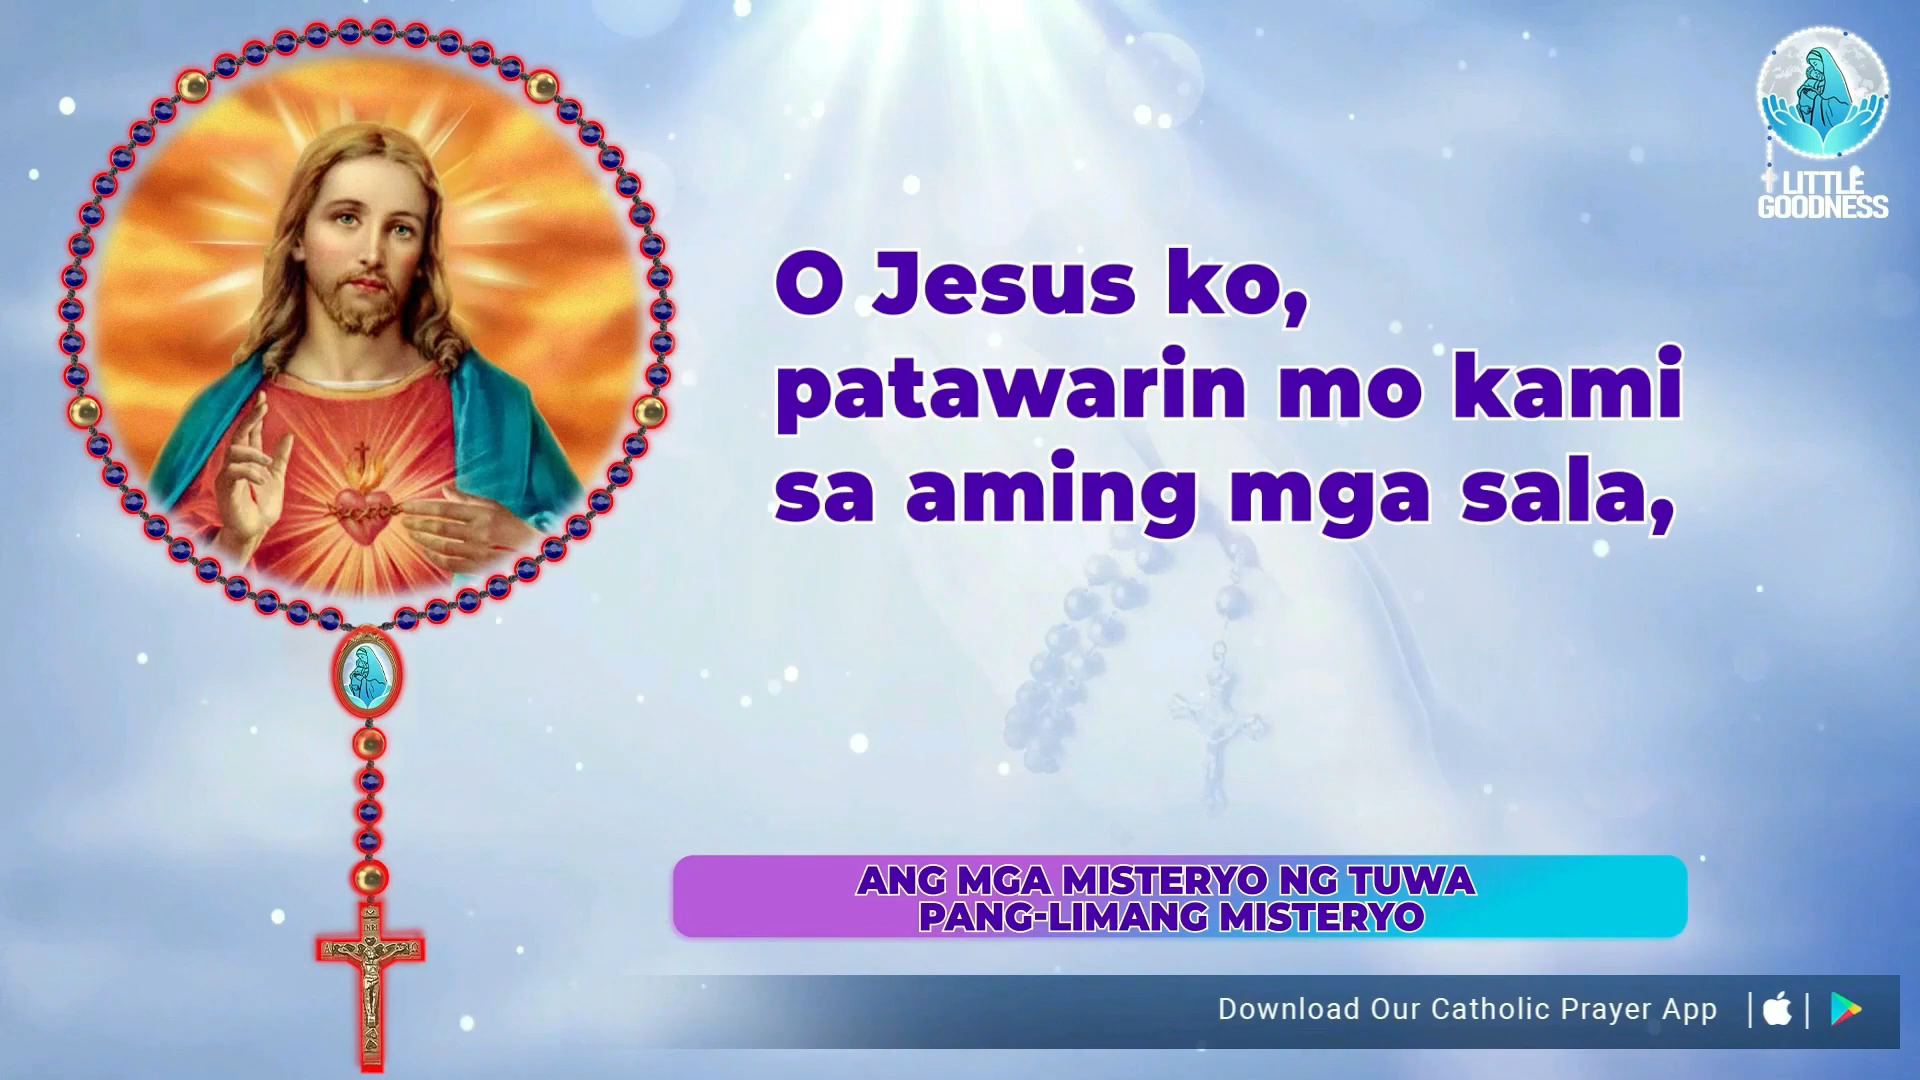 LITTLE
GOODNESS
O Jesus ko,
patawarin mo kami
sa aming mga sala,
ANG MGA MISTERYO NG TUWA
PANG-LIMANG MISTERYO
Download Our Catholic Prayer App
INRI